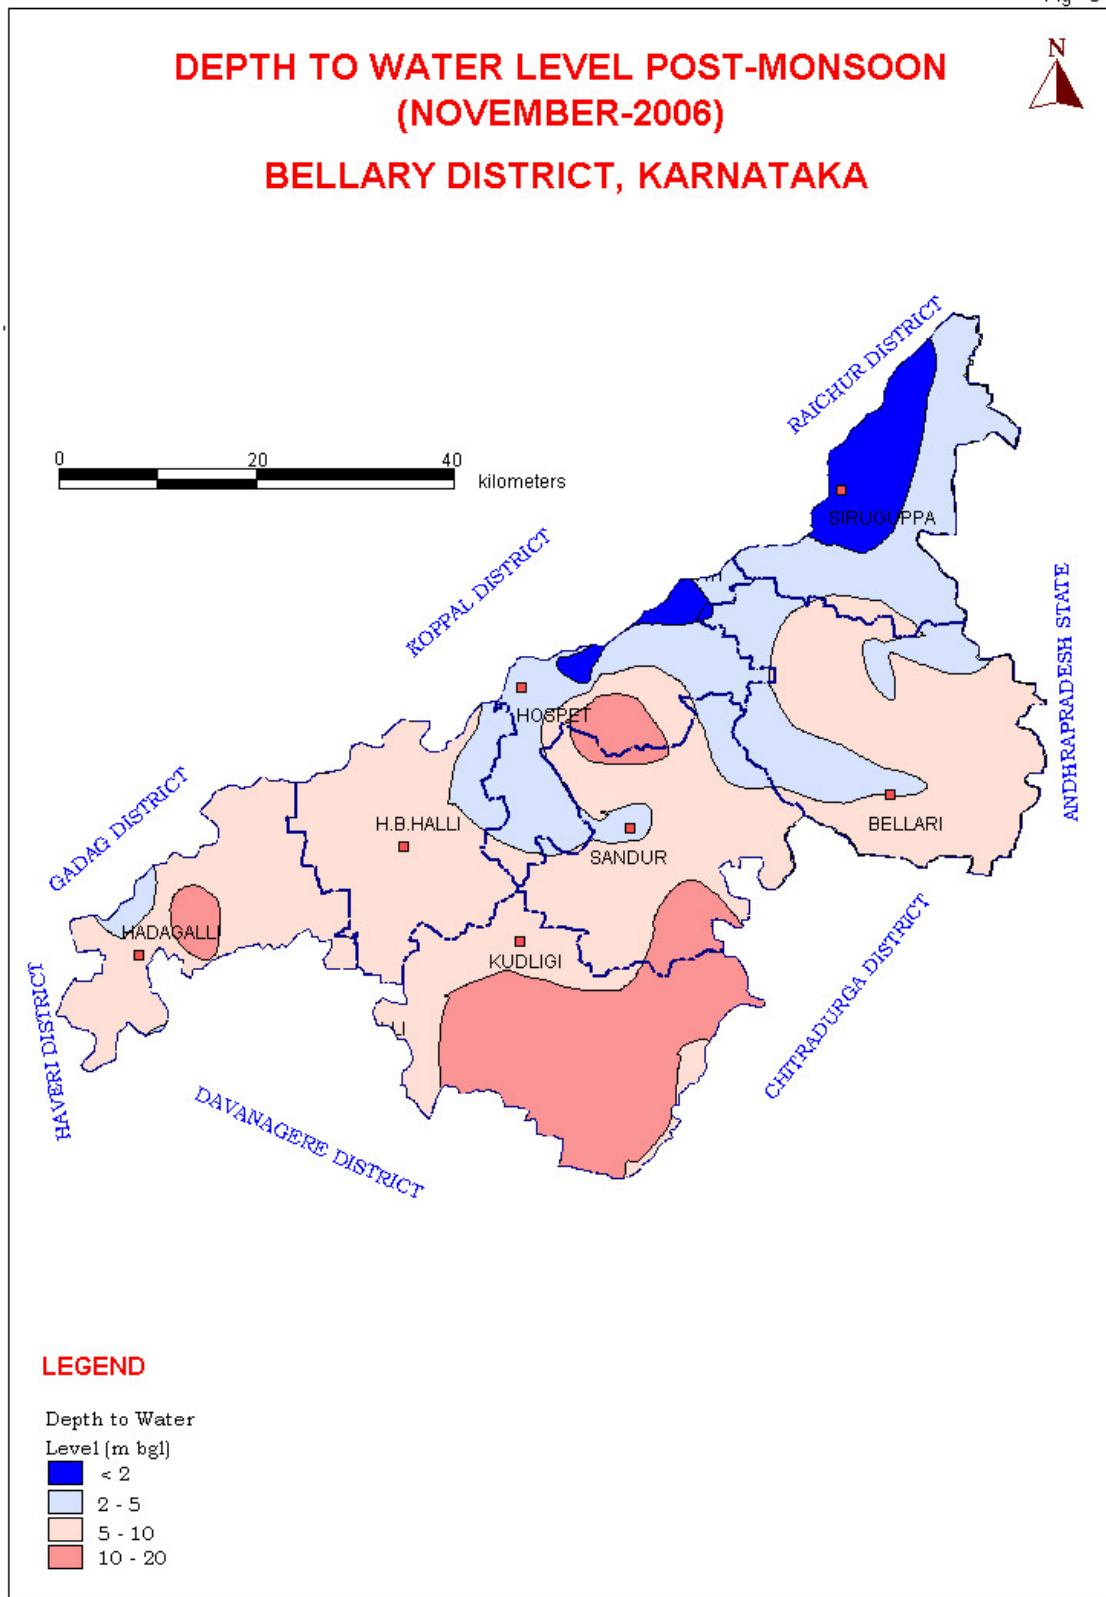 N
DEPTH TO WATER LEVEL POST-MONSOON
(NOVEMBER-2006)
BELLARY DISTRICT, KARNATAKA
RAICHUR DISTRICT
0 20 40
kilometers
SIRUGUPPA
KOPPAL DISTRICT
ANDHRAPRADESH STATE
HOSPET
GADAG DISTRICT
H.B.HALLI
BELLARI
SANDUR
HADAGALLI
KUDLIGI
CHITRADURGA DISTRICT
HAVERI DISTRICT
DAVANAGERE DISTRICT
LEGEND
Depth to Water
Level (m bgl)
< 2
2 - 5
5 - 10
10 - 20